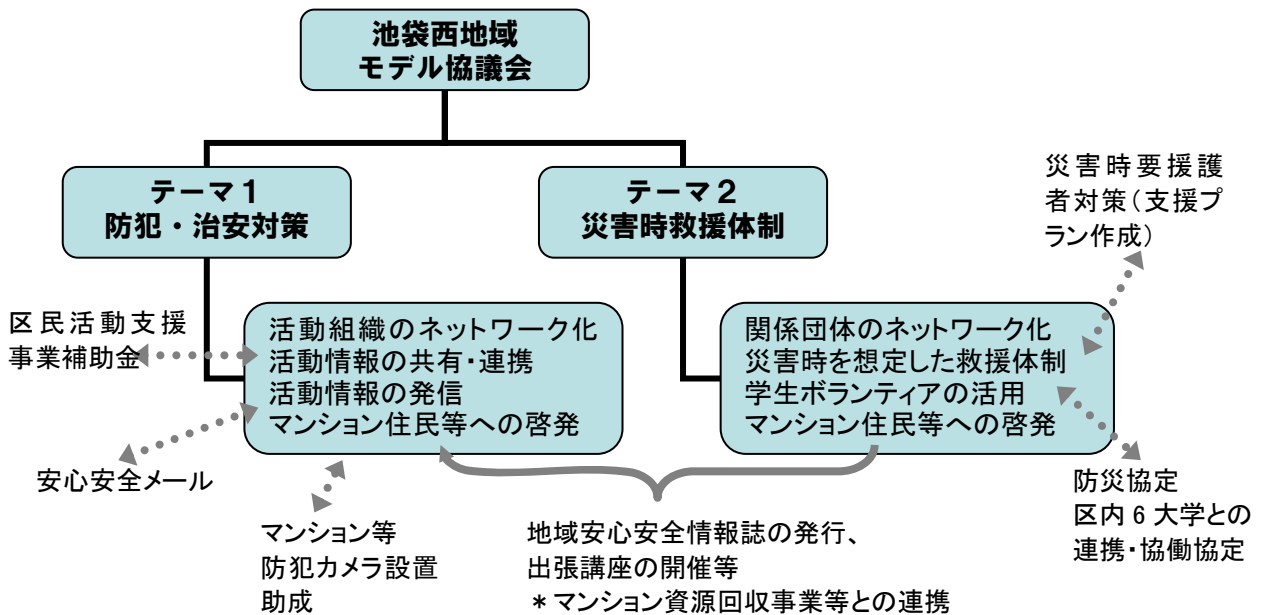 池袋西地域
モデル協議会
テーマ１
防犯・治安対策
テーマ２
災害時救援体制
災害時要援護
者対策（支援プ
ラン作成）
区民活動支援
事業補助金
活動組織のネットワーク化
活動情報の共有・連携
活動情報の発信
マンション住民等への啓発
関係団体のネットワーク化
災害時を想定した救援体制
学生ボランティアの活用
マンション住民等への啓発
安心安全メール
マンション等
防犯カメラ設置
助成
地域安心安全情報誌の発行、
出張講座の開催等
＊マンション資源回収事業等との連携
防災協定
区内 6 大学との
連携・協働協定